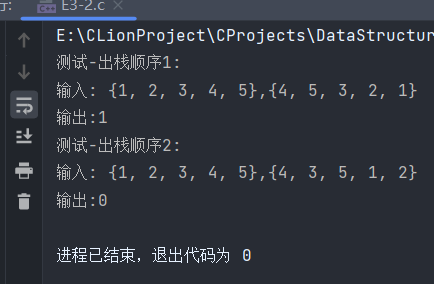 行:
E3-2.c
E:\CLionProject\CProjects\DataStructur
测试-出栈顺序1:
输入: {1, 2, 3, 4, 5},{4, 5, 3, 2, 1}
输出:1
测试-出栈顺序2:
输入: {1, 2, 3, 4, 5},{4, 3, 5, 1, 2}
输出:0
进程已结束，退出代码为 0